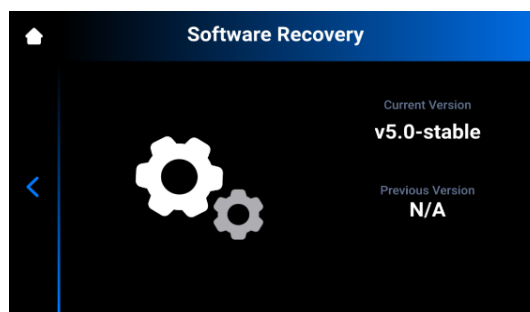 Software Recovery
Current Version
v5.0-stable
Previous Version
N/A